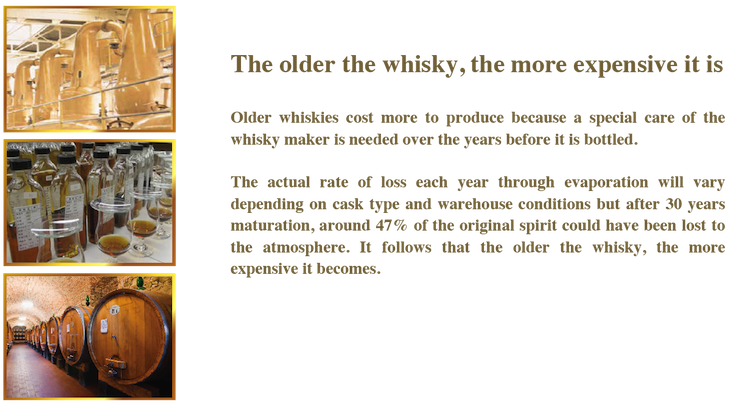 The older the whisky, the more expensive it is
Older whiskies cost more to produce because a special care of the
whisky maker is needed over the years before it is bottled.
The actual rate of loss each year through evaporation will vary
depending on cask type and warehouse conditions but after 30 years
maturation, around 47% of the original spirit could have been lost to
the atmosphere. It follows that the older the whisky, the more
expensive it becomes.